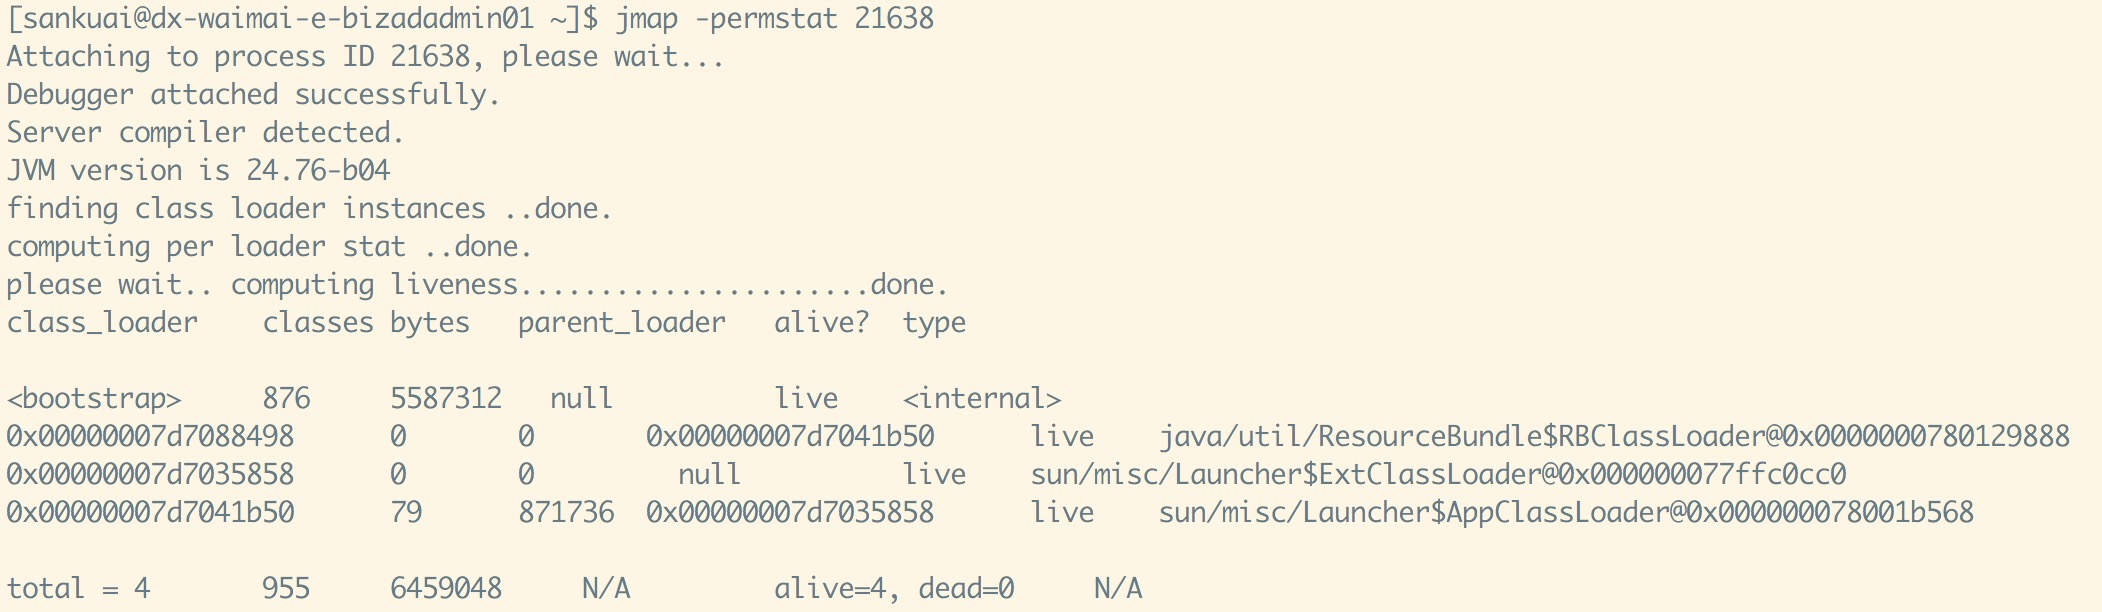 [sankuai@dx-waimai-e-bizadadmin01 ~]$ jmap -permstat 21638
Attaching to process ID 21638, please wait...
Debugger attached successfully.
Server compiler detected.
JVM version is 24.76-b04
finding class loader instances ..done.
computing per loader stat ..done.
please wait.. computing liveness......................done.
class_loader classes bytes parent_loader alive? type
<bootstrap> 876 5587312 null live <internal>
0x00000007d7088498 0 0 0x00000007d7041b50 live java/util/ResourceBundle$RBClassLoader@0x0000000780129888
0x00000007d7035858 0 0 null live sun/misc/Launcher$ExtClassLoader@0x000000077ffc0cc0
0x00000007d7041b50 79 871736 0x00000007d7035858 live sun/misc/Launcher$AppClassLoader@0x000000078001b568
total = 4 955 6459048 N/A alive=4, dead=0 N/A